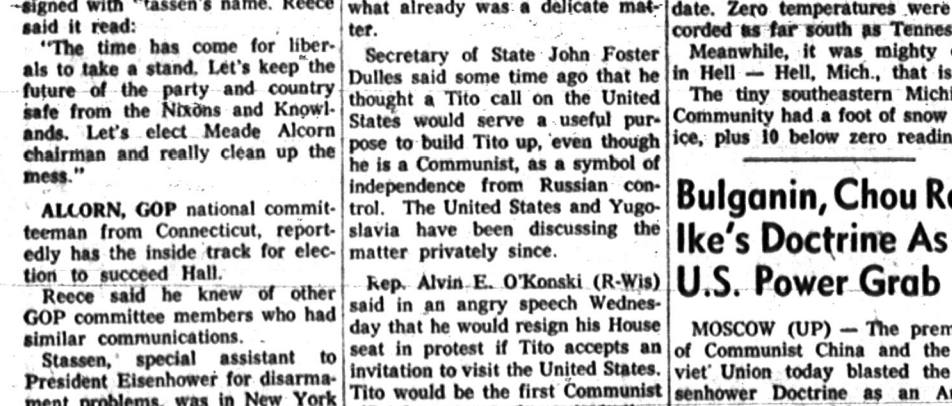 signed with "tassen's name. Reece
said it read:
"The time has come for liber-
als to take a stand. Let's keep the
future of the party and country
safe from the Nixons and Knowl-
ands. Let's elect Meade Alcorn
chairman and really clean up the
mess."
ALCORN, GOP national commit-
teeman from Connecticut, report-
edly has the inside track for elec-
tion to succeed Hall.
Reece said he knew of other
GOP committee members who had
similar communications.
Stassen, special assistant to
President Eisenhower for disarma-
ment problems, was in New York
what already was a delicate mat-
ter.
Secretary of State John Foster
Dulles said some time ago that he
thought a Tito call on the United
States would serve a useful pur-
pose to build Tito up, even though
he is a Communist, as a symbol of
independence from Russian con-
trol. The United States and Yugo-
slavia have been discussing the
matter privately since.
Rep. Alvin E. O'Konski (R-Wis)
said in an angry speech Wednes-
day that he would resign his House
seat in protest if Tito accepts an
invitation to visit the United States.
Tito would be the first Communist
date. Zero temperatures were
corded as far south as Tennes
Meanwhile, it was mighty
in Hell — Hell, Mich., that is
The tiny southeastern Michi
Community had a foot of snow
ice, plus 10 below zero readin
Bulganin, Chou R
Ike's Doctrine As
U.S. Power Grab
MOSCOW (UP) — The prem
of Communist China and the
viet Union today blasted the
senhower Doctrine as an A